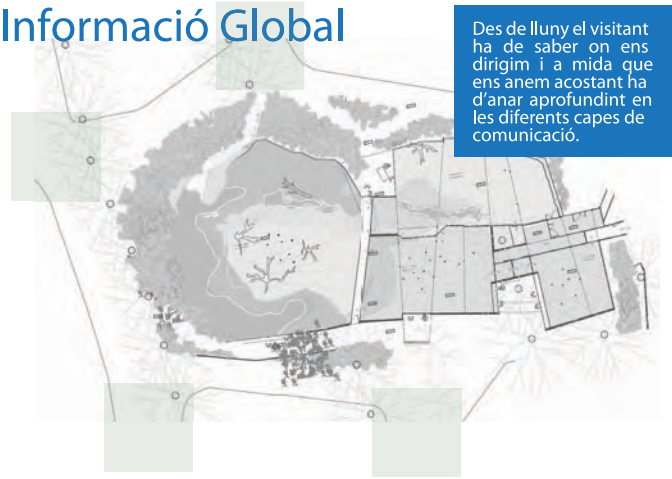 Informació Global
Des de lluny el visitant
ha de saber on ens
dirigim i a mida que
ens anem acostant ha
d'anar aprofundint en
les diferents capes de
comunicació.